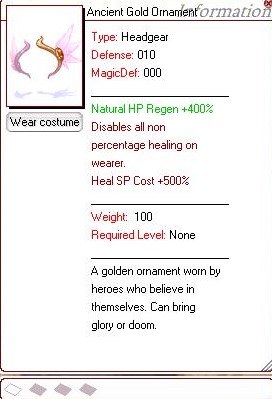 Ancient Gold Ornament
Information
Type: Headgear
Defense: 010
MagicDef: 000
Natural HP Regen +400%
Disables all non
percentage healing on
wearer.
Heal SP Cost +500%
Weight: 100
Required Level: None
A golden ornament worn by
heroes who believe in
themselves. Can bring
glory or doom.
Wear costume